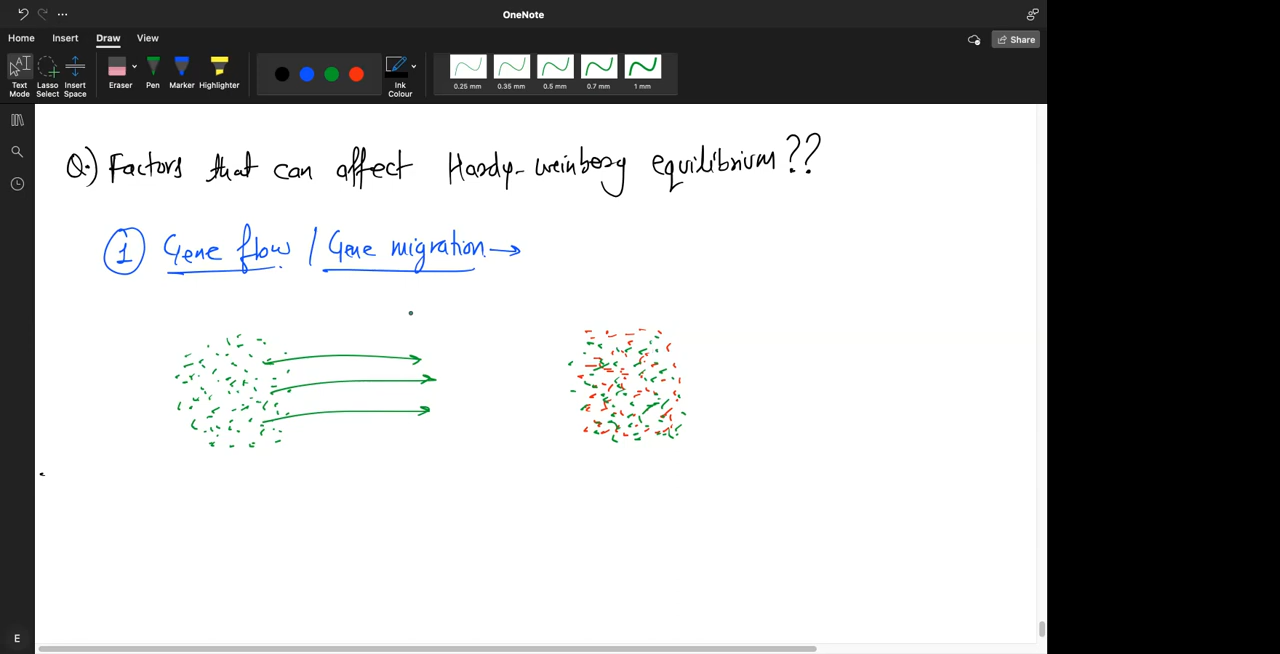 OneNote
Home Insert Draw View
Share
Text Mode
Lasso Select
Insert Space
Eraser
Pen
Marker
Highlighter
Ink Colour
0.25 mm
0.35 mm
0.5 mm
0.7 mm
1 mm
Q.) Factors that can affect Hardy-weinberg equilibrium??
1 Gene flow / Gene migration →
E